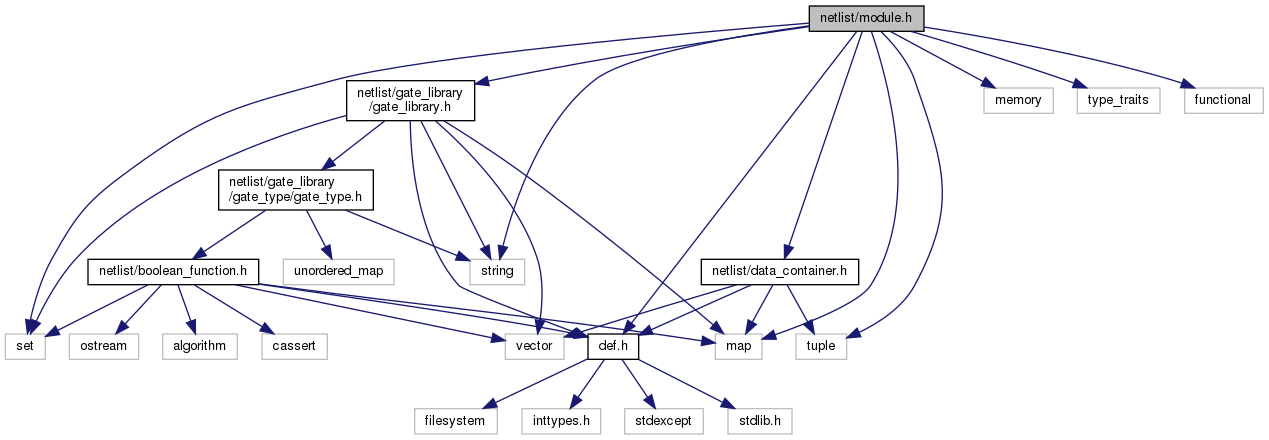 netlist/module.h
netlist/gate_library
/gate_library.h
memory
type_traits
functional
netlist/gate_library
/gate_type/gate_type.h
netlist/boolean_function.h
unordered_map
string
netlist/data_container.h
set
ostream
algorithm
cassert
vector
def.h
map
tuple
filesystem
inttypes.h
stdexcept
stdlib.h